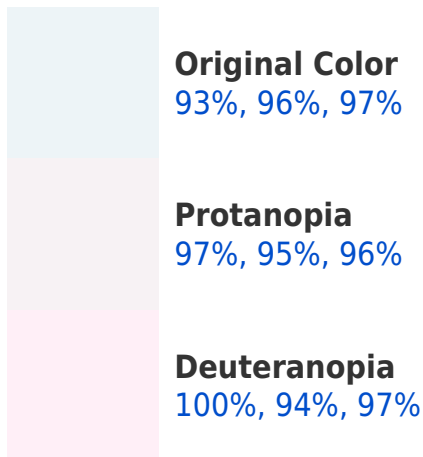 Original Color
93%, 96%, 97%
Protanopia
97%, 95%, 96%
Deuteranopia
100%, 94%, 97%